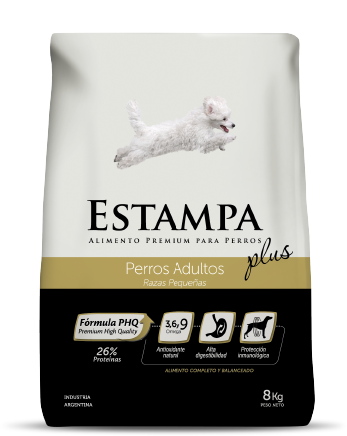 ESTAMPA
ALIMENTO PREMIUM PARA PERROS
plus
Perros Adultos
Razas Pequeñas
Fórmula PHQ
Premium High Quality
26%
Proteínas
3,6,9
Omega
Antioxidante
natural
Alta
digestibilidad
Protección
inmunológica
ALIMENTO COMPLETO Y BALANCEADO
INDUSTRIA
ARGENTINA
8Kg
PESO NETO